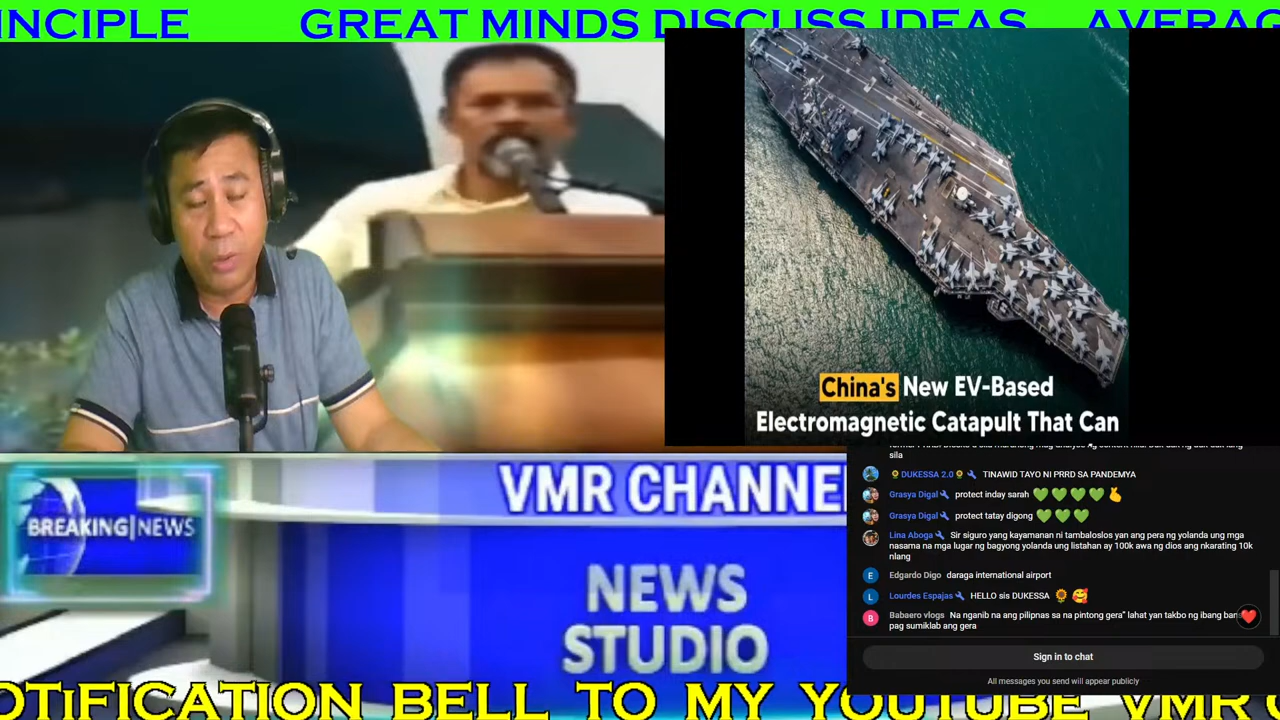 INCIPLE GREAT MINDS DISCUSS IDEAS AVERAG
China's New EV-Based
Electromagnetic Catapult That Can
VMR CHANNE
BREAKING|NEWS
NEWS
STUDIO
sila
DUKESSA 2.0 TINAWID TAYO NI PRRD SA PANDEMYA
Grasya Digal protect inday sarah 💚💚💚💚🫰
Grasya Digal protect tatay digong 💚💚💚
Lina Aboga Sir siguro yang kayamanan ni tambaloslos yan ang pera ng yolanda ung mga
nasama na mga lugar ng bagyong yolanda ung listahan ay 100k awa ng dios ang nkarating 10k
nlang
E Edgardo Digo daraga international airport
L Lourdes Espajas HELLO sis DUKESSA 🌻🥰
B Babaero vlogs Na nganib na ang pilipnas sa na pintong gera" lahat yan takbo ng ibang ban
pag sumiklab ang gera
Sign in to chat
All messages you send will appear publicly
OTIFICATION BELL TO MY YOUTUBE VMR C